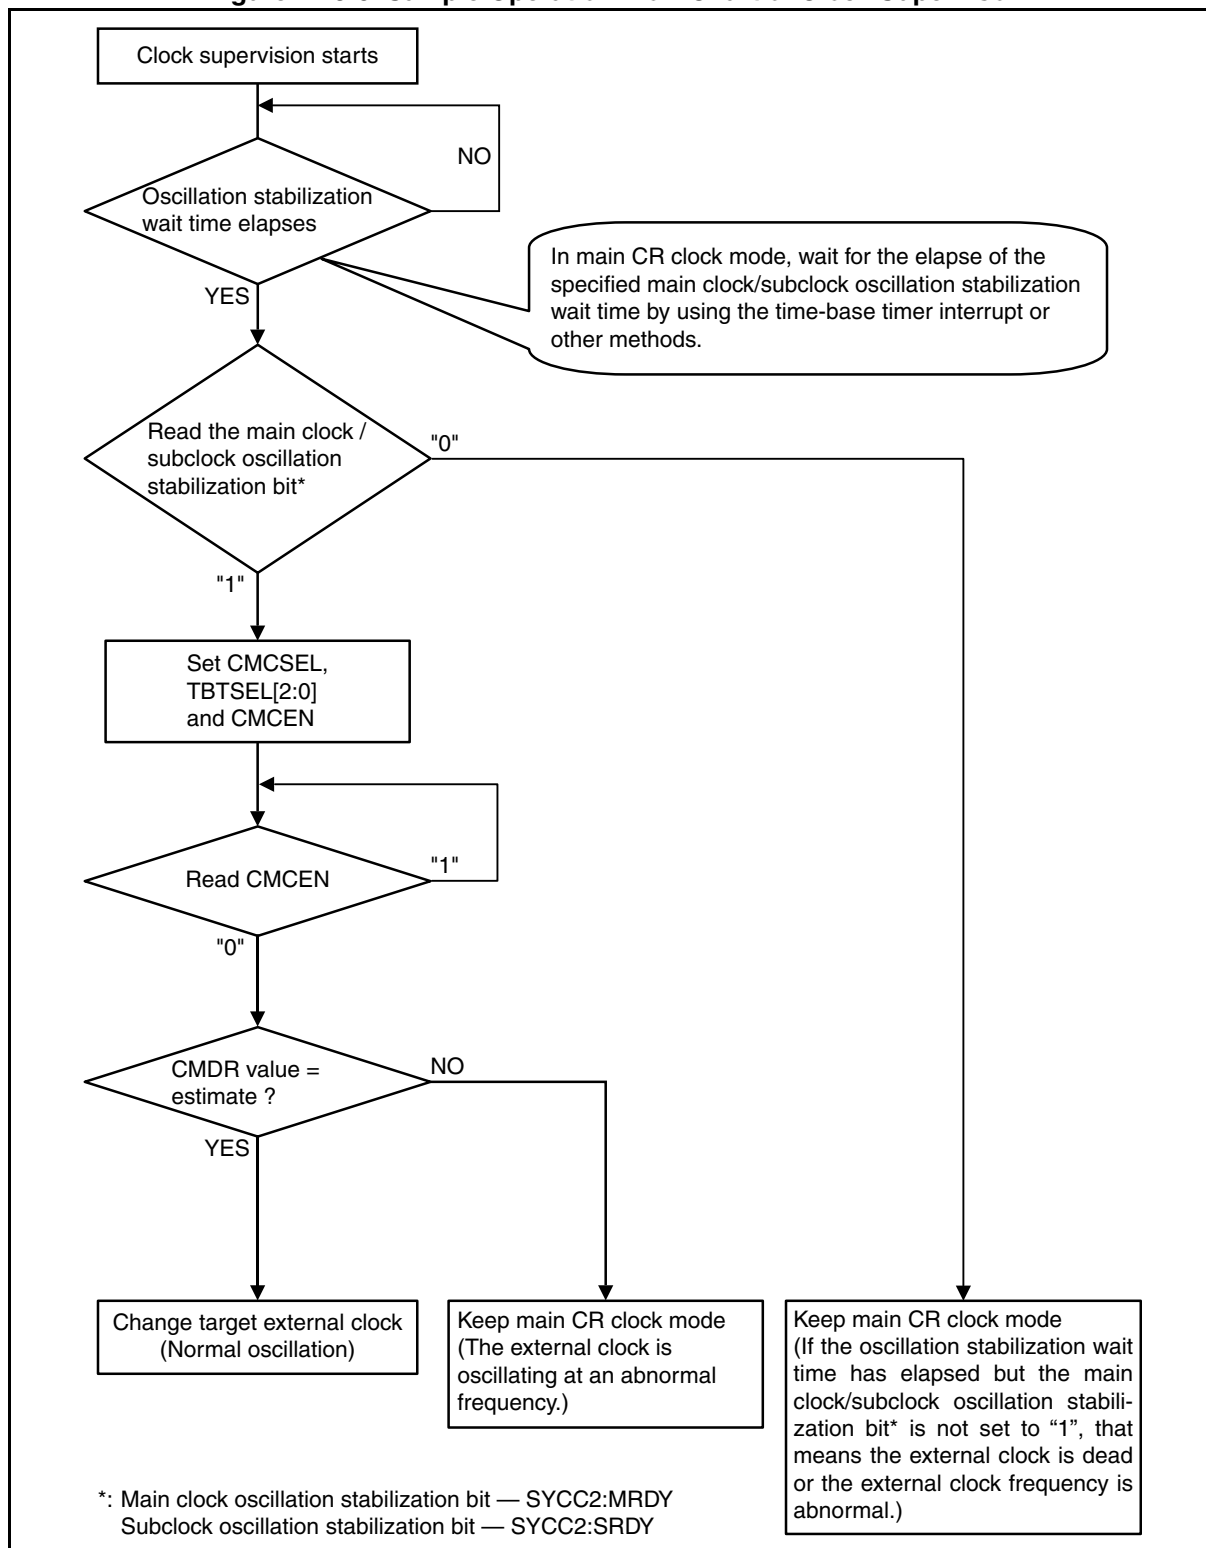 Clock supervision starts
NO
Oscillation stabilization
wait time elapses
In main CR clock mode, wait for the elapse of the
specified main clock/subclock oscillation stabilization
wait time by using the time-base timer interrupt or
other methods.
YES
Read the main clock /
subclock oscillation
stabilization bit*
"0"
"1"
Set CMCSEL,
TBTSEL[2:0]
and CMCEN
Read CMCEN
"1"
"0"
CMDR value =
estimate ?
NO
YES
Change target external clock
(Normal oscillation)
Keep main CR clock mode
(The external clock is
oscillating at an abnormal
frequency.)
Keep main CR clock mode
(If the oscillation stabilization wait
time has elapsed but the main
clock/subclock oscillation stabili-
zation bit* is not set to “1”, that
means the external clock is dead
or the external clock frequency is
abnormal.)
*: Main clock oscillation stabilization bit — SYCC2:MRDY
Subclock oscillation stabilization bit — SYCC2:SRDY